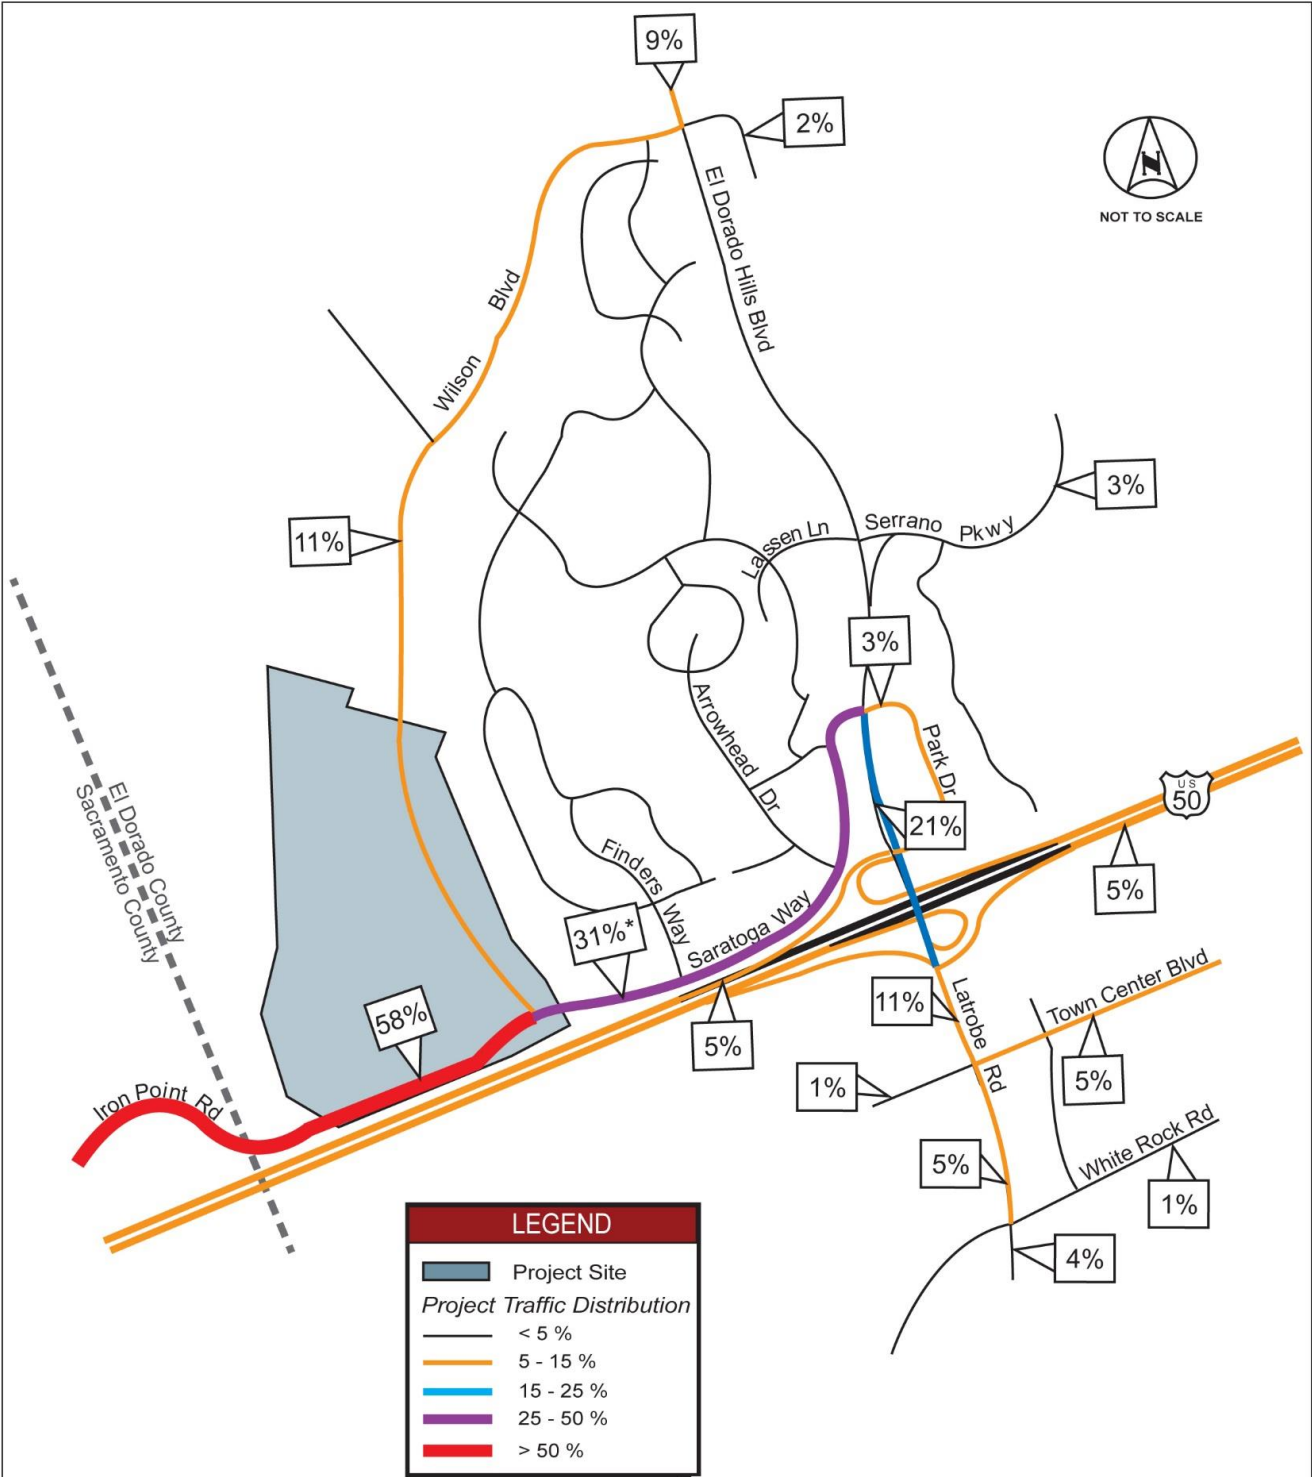 9%
2%
NOT TO SCALE
El Dorado Hills Blvd
Wilson Blvd
3%
11%
Lassen Ln
Serrano Pkwy
3%
Arrowhead Dr
Park Dr
US
50
21%
El Dorado County
Sacramento County
Finders Way
5%
31%*
Saratoga Way
58%
5%
11%
Latrobe Rd
Town Center Blvd
Iron Point Rd
1%
5%
5%
White Rock Rd
1%
4%
LEGEND
Project Site
Project Traffic Distribution
< 5 %
5 - 15 %
15 - 25 %
25 - 50 %
> 50 %